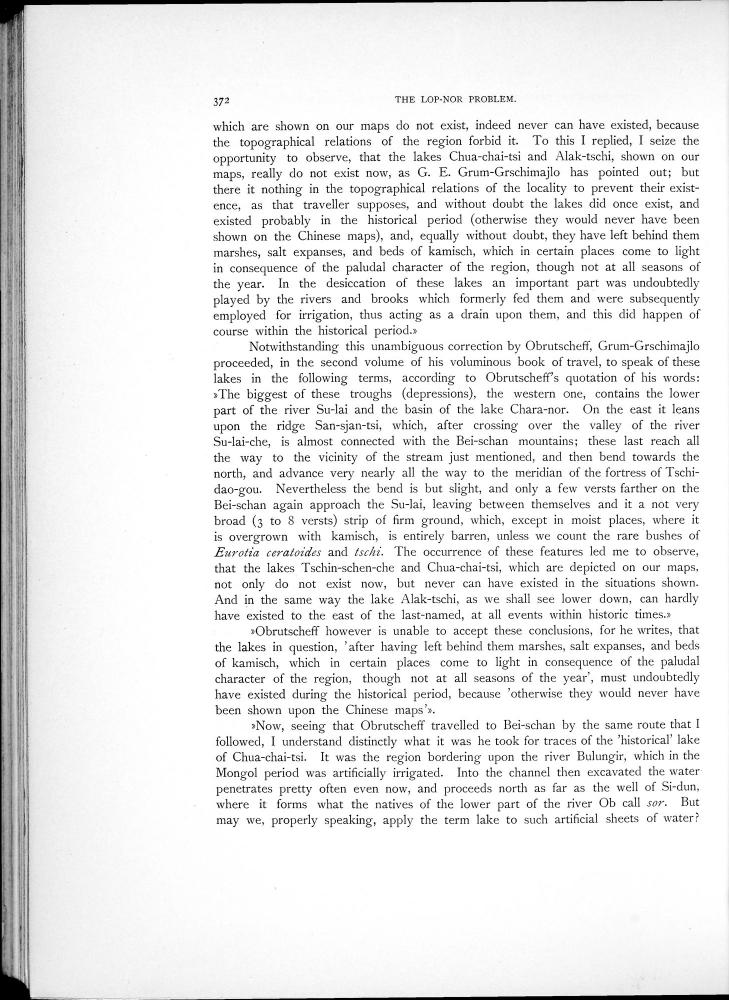 372 THE LOP-NOR PROBLEM.
which are shown on our maps do not exist, indeed never can have existed, because
the topographical relations of the region forbid it. To this I replied, I seize the
opportunity to observe, that the lakes Chua-chai-tsi and Alak-tschi, shown on our
maps, really do not exist now, as G. E. Grum-Grschimajlo has pointed out; but
there it nothing in the topographical relations of the locality to prevent their exist-
ence, as that traveller supposes, and without doubt the lakes did once exist, and
existed probably in the historical period (otherwise they would never have been
shown on the Chinese maps), and, equally without doubt, they have left behind them
marshes, salt expanses, and beds of kamisch, which in certain places come to light
in consequence of the paludal character of the region, though not at all seasons of
the year. In the desiccation of these lakes an important part was undoubtedly
played by the rivers and brooks which formerly fed them and were subsequently
employed for irrigation, thus acting as a drain upon them, and this did happen of
course within the historical period.»
Notwithstanding this unambiguous correction by Obrutscheff, Grum-Grschimajlo
proceeded, in the second volume of his voluminous book of travel, to speak of these
lakes in the following terms, according to Obrutscheff's quotation of his words:
»The biggest of these troughs (depressions), the western one, contains the lower
part of the river Su-lai and the basin of the lake Chara-nor. On the east it leans
upon the ridge San-sjan-tsi, which, after crossing over the valley of the river
Su-lai-che, is almost connected with the Bei-schan mountains; these last reach all
the way to the vicinity of the stream just mentioned, and then bend towards the
north, and advance very nearly all the way to the meridian of the fortress of Tschi-
dao-gou. Nevertheless the bend is but slight, and only a few versts farther on the
Bei-schan again approach the Su-lai, leaving between themselves and it a not very
broad (3 to 8 versts) strip of firm ground, which, except in moist places, where it
is overgrown with kamisch, is entirely barren, unless we count the rare bushes of
Eurotia ceratoides and tschi. The occurrence of these features led me to observe,
that the lakes Tschin-schen-che and Chua-chai-tsi, which are depicted on our maps,
not only do not exist now, but never can have existed in the situations shown.
And in the same way the lake Alak-tschi, as we shall see lower down, can hardly
have existed to the east of the last-named, at all events within historic times.»
»Obrutscheff however is unable to accept these conclusions, for he writes, that
the lakes in question, 'after having left behind them marshes, salt expanses, and beds
of kamisch, which in certain places come to light in consequence of the paludal
character of the region, though not at all seasons of the year', must undoubtedly
have existed during the historical period, because 'otherwise they would never have
been shown upon the Chinese maps'».
»Now, seeing that Obrutscheff travelled to Bei-schan by the same route that I
followed, I understand distinctly what it was he took for traces of the 'historical' lake
of Chua-chai-tsi. It was the region bordering upon the river Bulungir, which in the
Mongol period was artificially irrigated. Into the channel then excavated the water
penetrates pretty often even now, and proceeds north as far as the well of Si-dun,
where it forms what the natives of the lower part of the river Ob call sor. But
may we, properly speaking, apply the term lake to such artificial sheets of water?